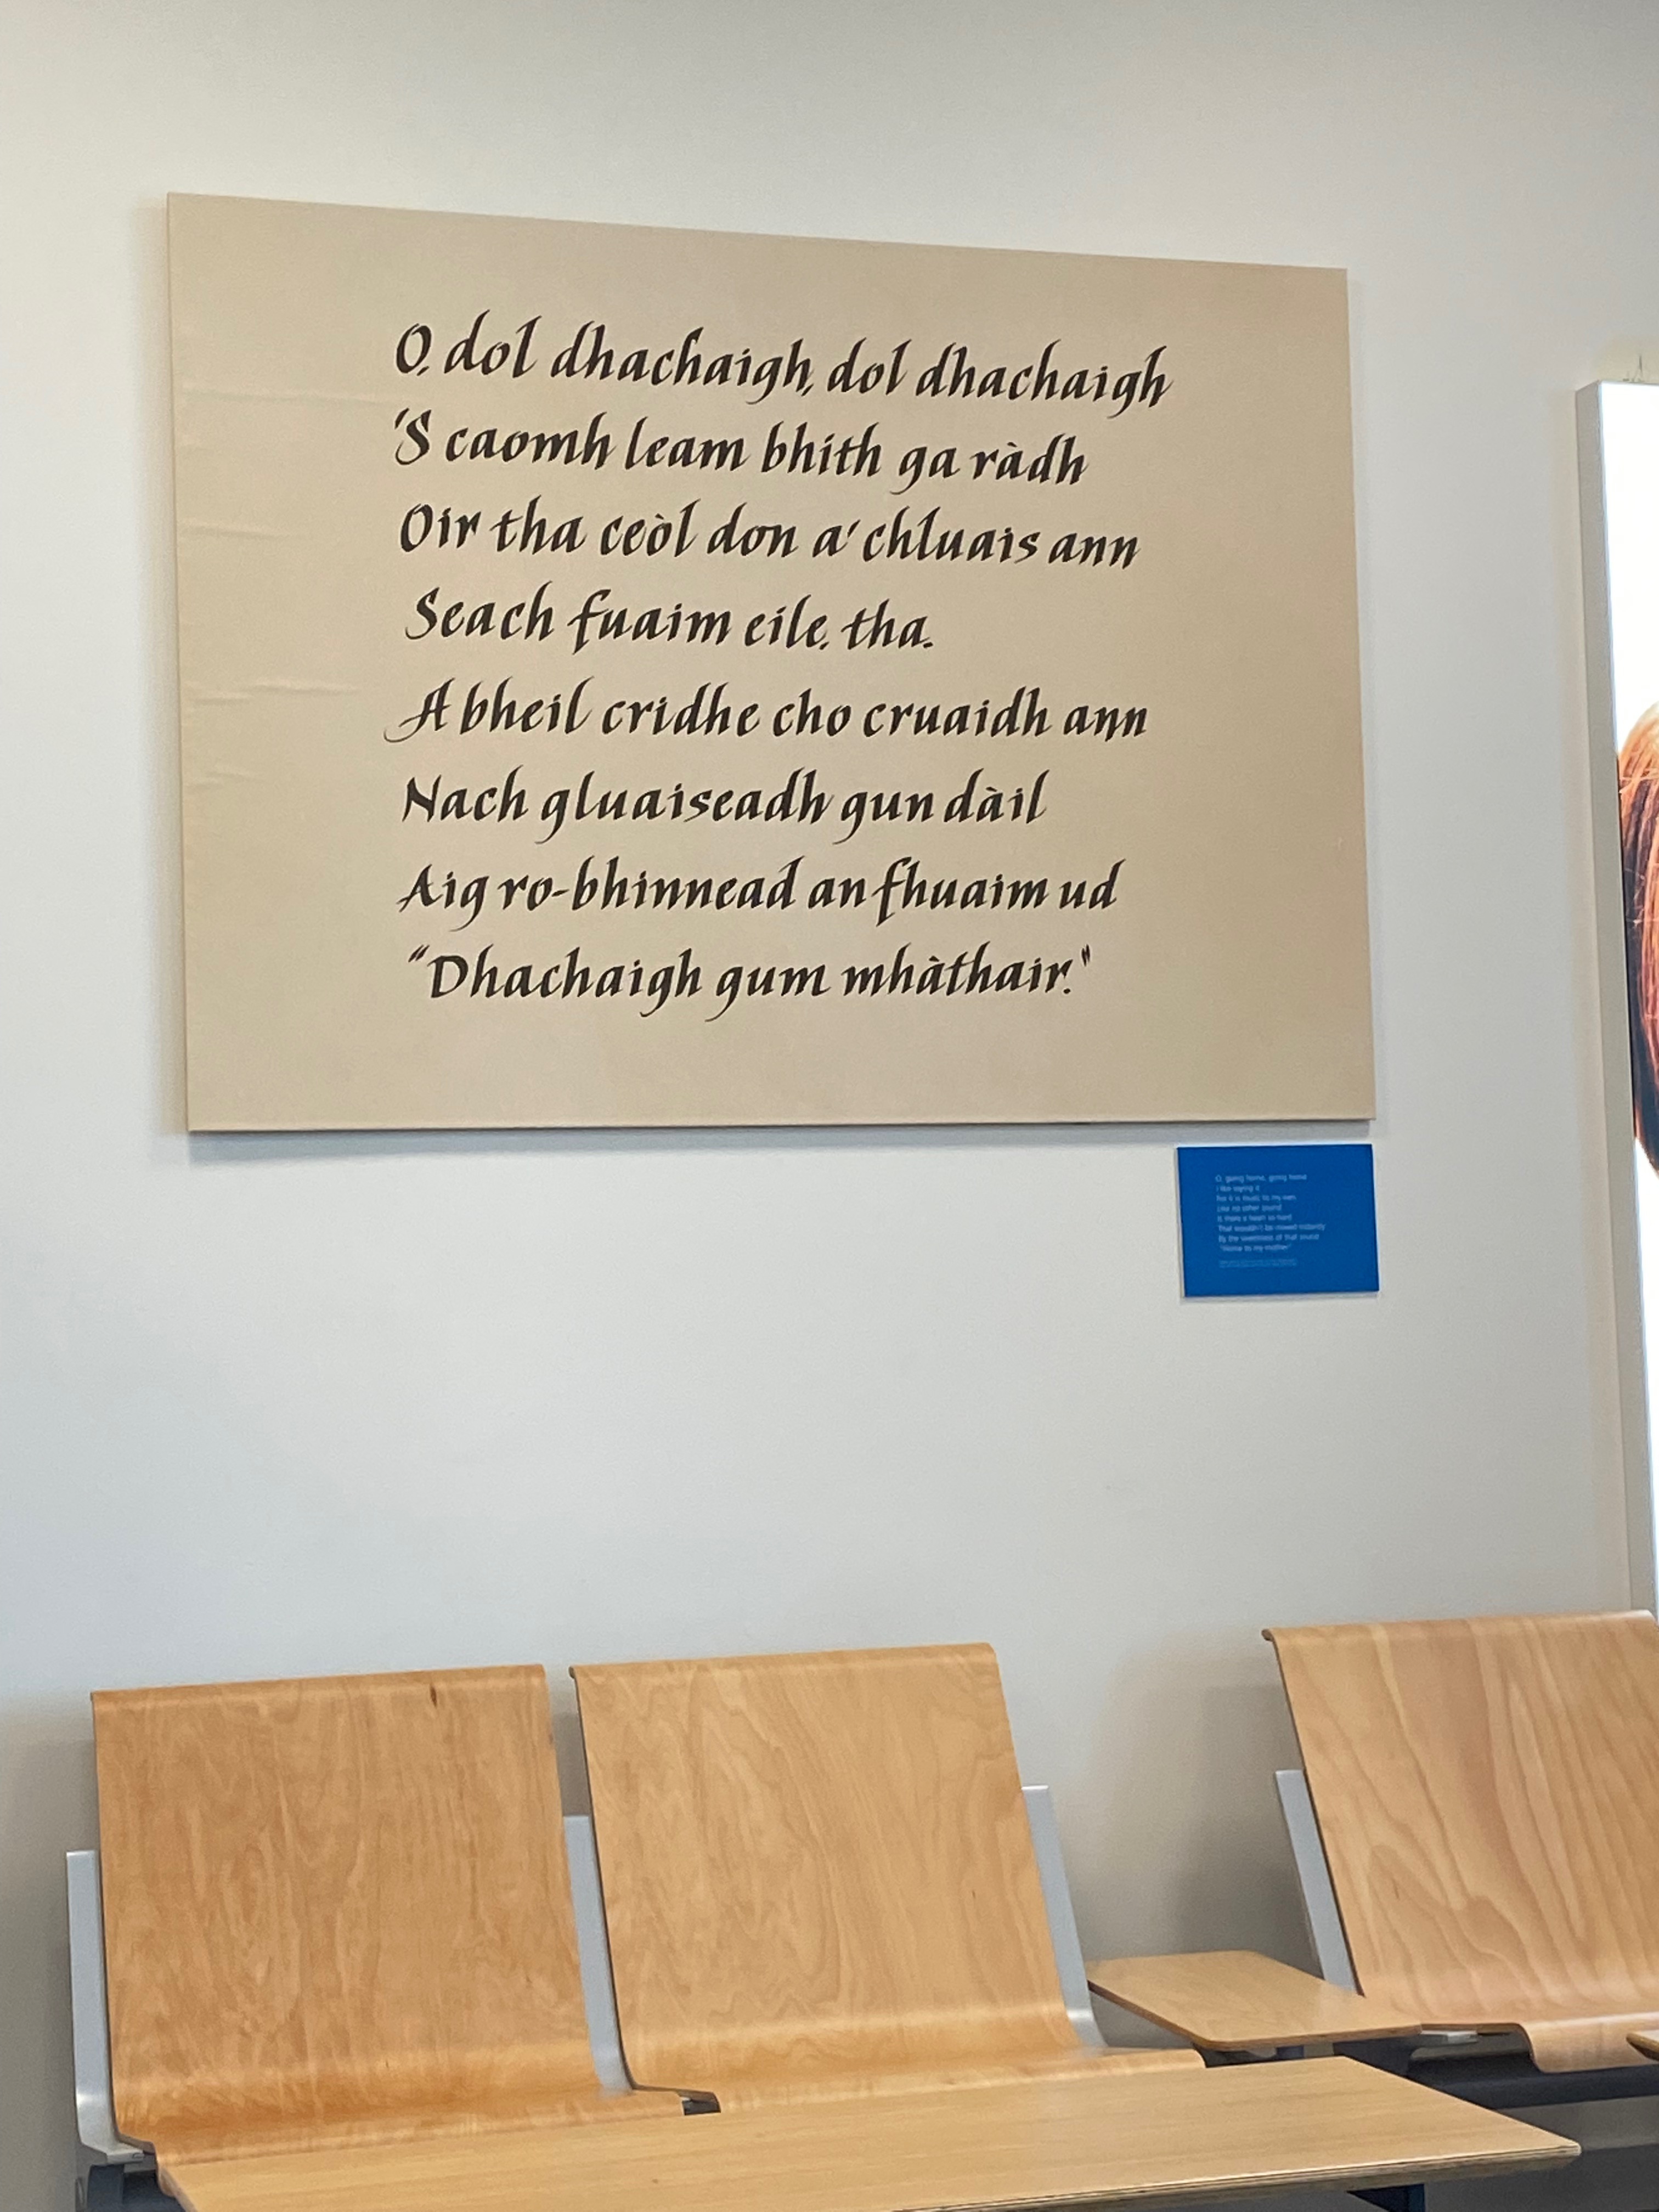 O, dol dhachaigh, dol dhachaigh
'S caomh leam bhith ga ràdh
Oir tha ceòl don a' chluais ann
Seach fuaim eile, tha.
A bheil cridhe cho cruaidh ann
Nach gluaiseadh gun dàil
Aig ro-bhinnead an fhuaim ud
"Dhachaigh gum mhàthair."
O, going home, going home
I like saying it
For it is music to my ears
Like no other sound
Is there a heart so hard
That wouldn't be moved instantly
By the sweetness of that sound
"Home to my mother"